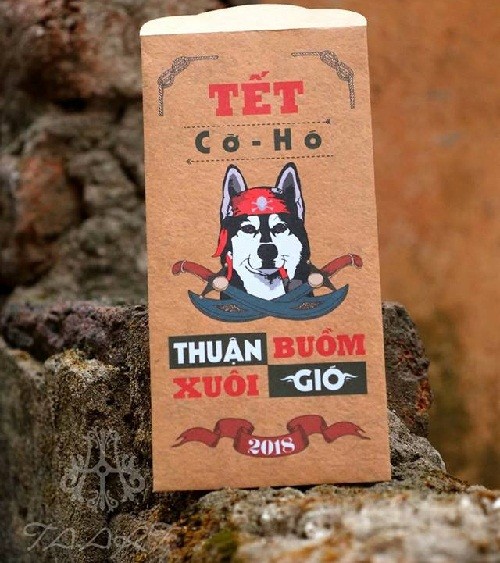 TẾT
Cờ - Hó
THUẬN BUỒM
XUÔI GIÓ
2018